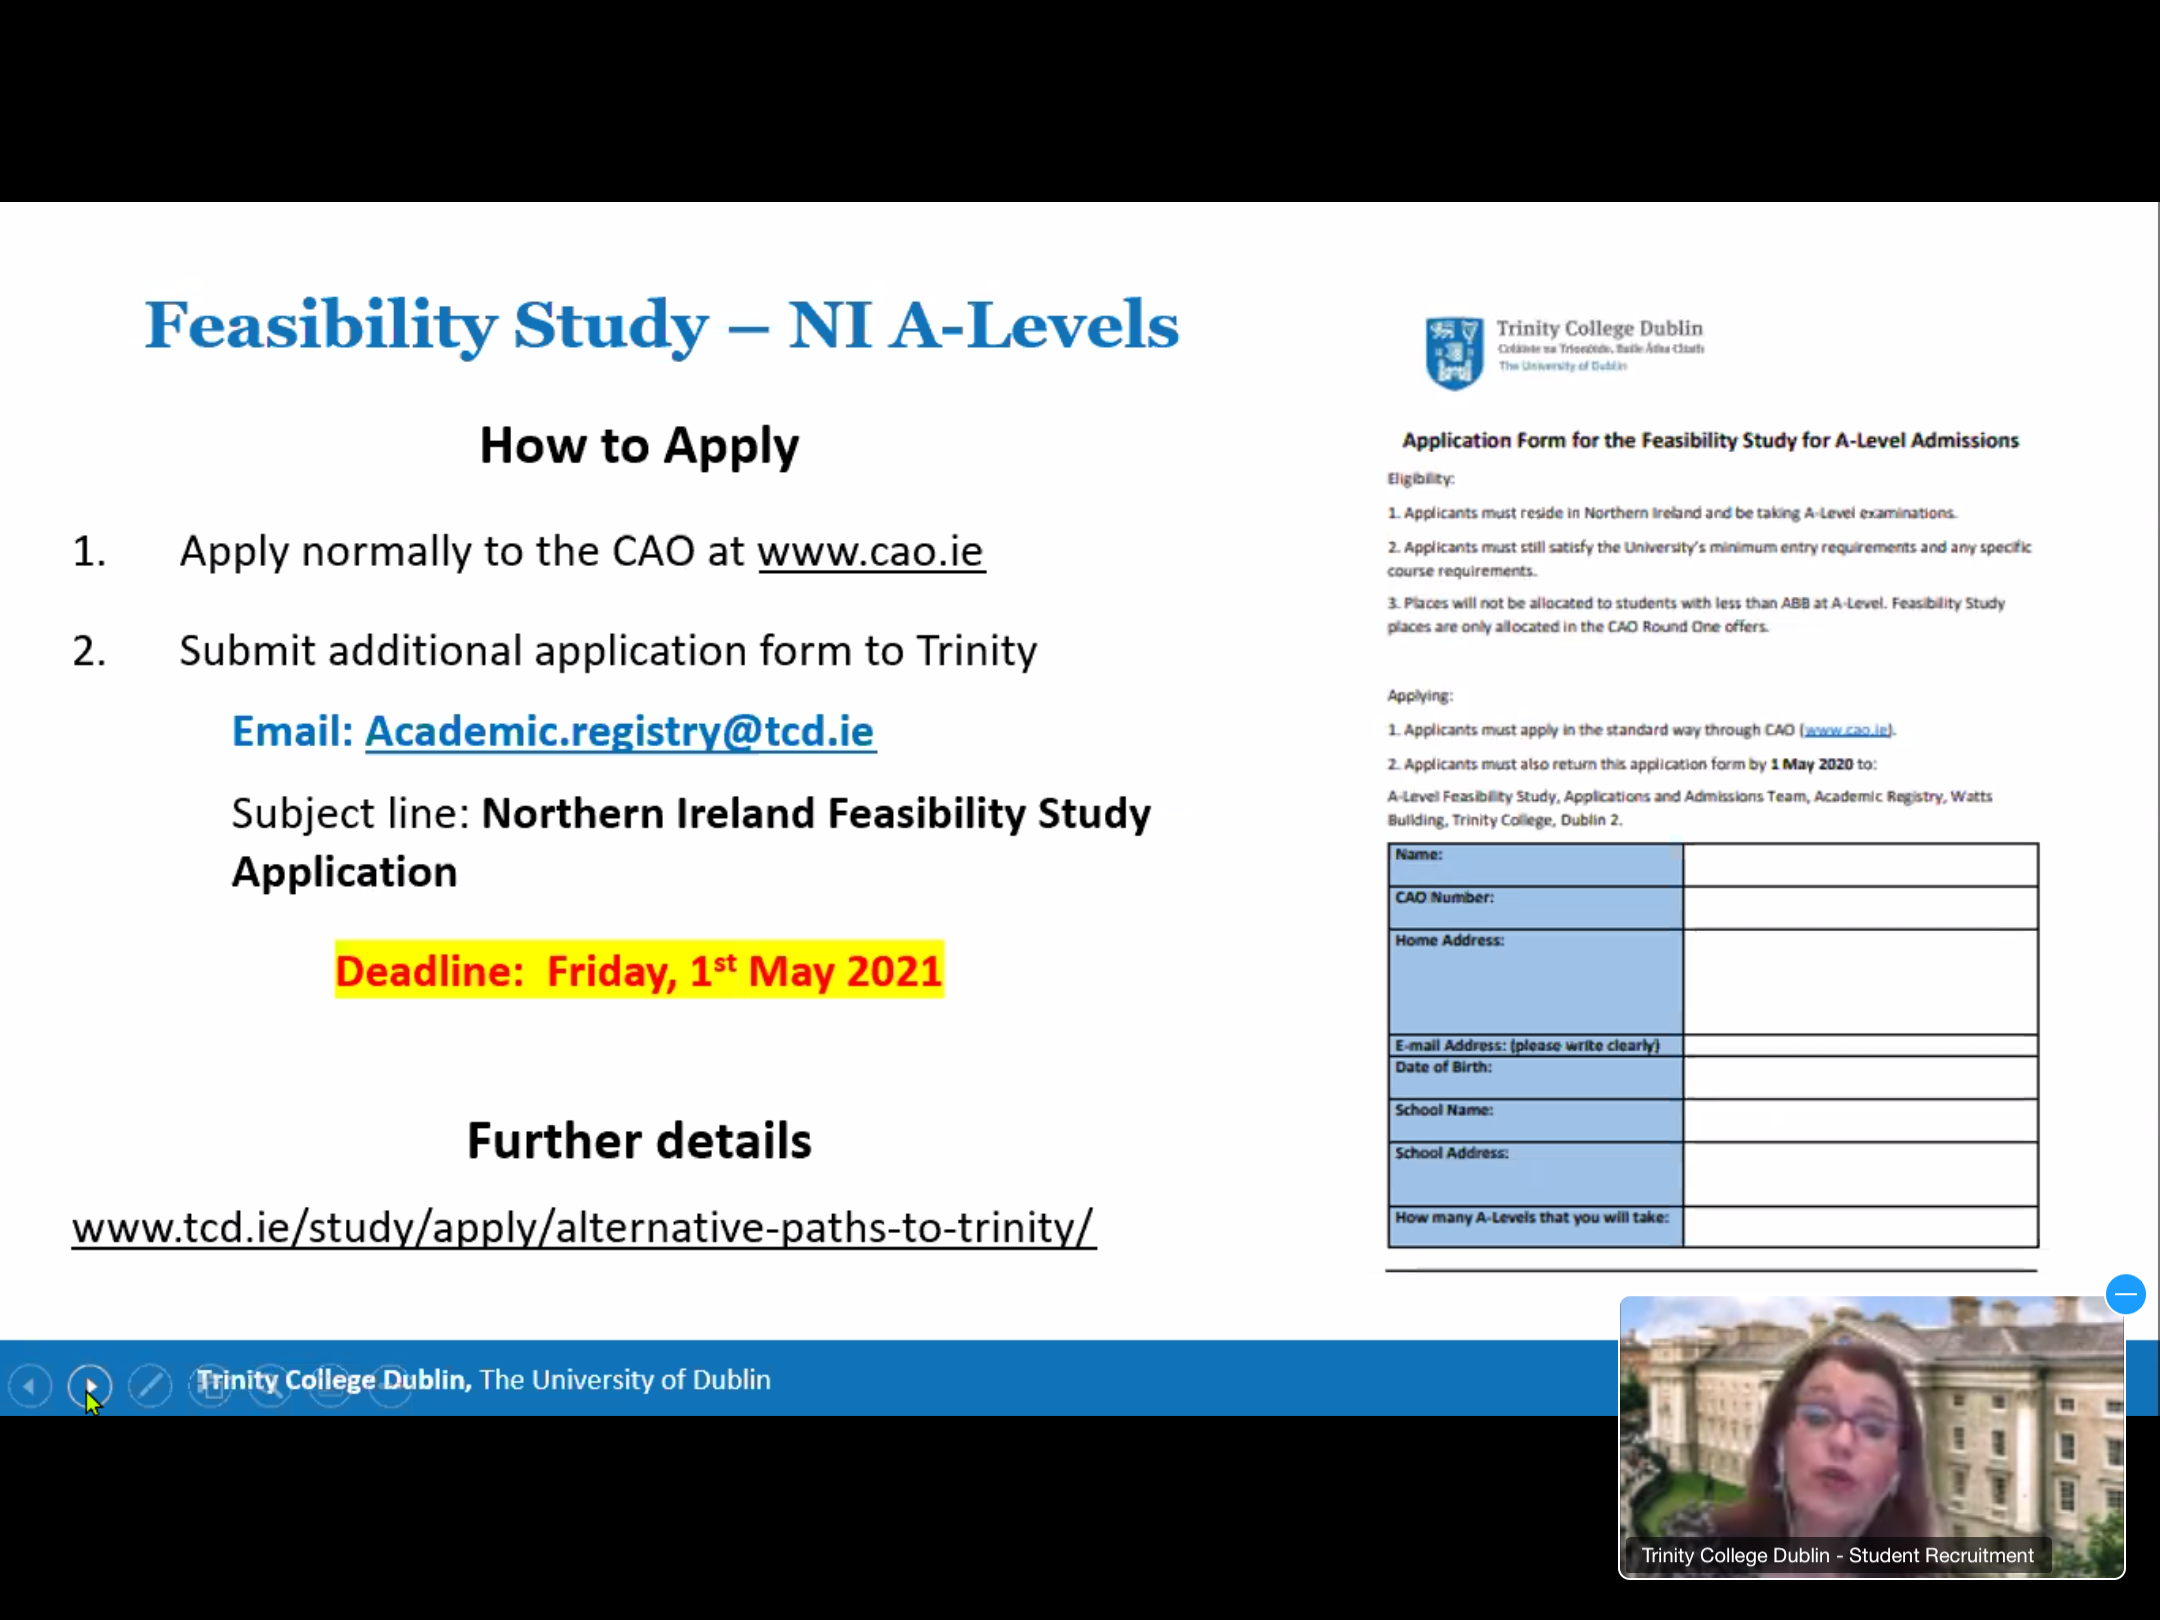 Feasibility Study – NI A-Levels
How to Apply
1. Apply normally to the CAO at www.cao.ie
2. Submit additional application form to Trinity
Email: Academic.registry@tcd.ie
Subject line: Northern Ireland Feasibility Study
Application
Deadline: Friday, 1st May 2021
Further details
www.tcd.ie/study/apply/alternative-paths-to-trinity/
Trinity College Dublin
Coláiste na Tríonóide, Baile Átha Cliath
The University of Dublin
Application Form for the Feasibility Study for A-Level Admissions
Eligibility:
1. Applicants must reside in Northern Ireland and be taking A-Level examinations.
2. Applicants must still satisfy the University's minimum entry requirements and any specific
course requirements.
3. Places will not be allocated to students with less than ABB at A-Level. Feasibility Study
places are only allocated in the CAO Round One offers.
Applying:
1. Applicants must apply in the standard way through CAO (www.cao.ie).
2. Applicants must also return this application form by 1 May 2020 to:
A-Level Feasibility Study, Applications and Admissions Team, Academic Registry, Watts
Building, Trinity College, Dublin 2.
Name:
CAO Number:
Home Address:
E-mail Address: (please write clearly)
Date of Birth:
School Name:
School Address:
How many A-Levels that you will take:
Trinity College Dublin, The University of Dublin
Trinity College Dublin - Student Recruitment